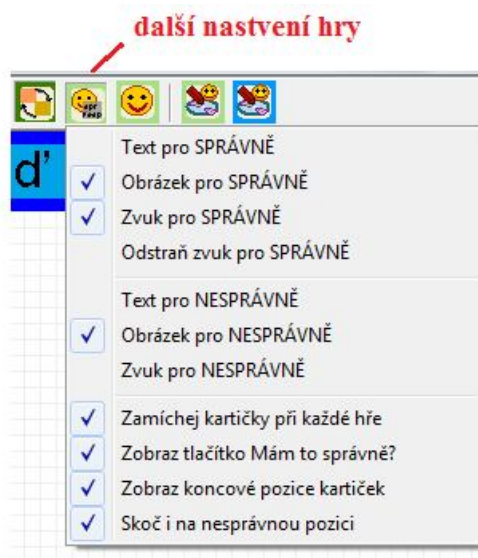 další nastvení hry
spr
nesp
ď
Text pro SPRÁVNĚ
Obrázek pro SPRÁVNĚ
Zvuk pro SPRÁVNĚ
Odstraň zvuk pro SPRÁVNĚ
Text pro NESPRÁVNĚ
Obrázek pro NESPRÁVNĚ
Zvuk pro NESPRÁVNĚ
Zamíchej kartičky při každé hře
Zobraz tlačítko Mám to správně?
Zobraz koncové pozice kartiček
Skoč i na nesprávnou pozici